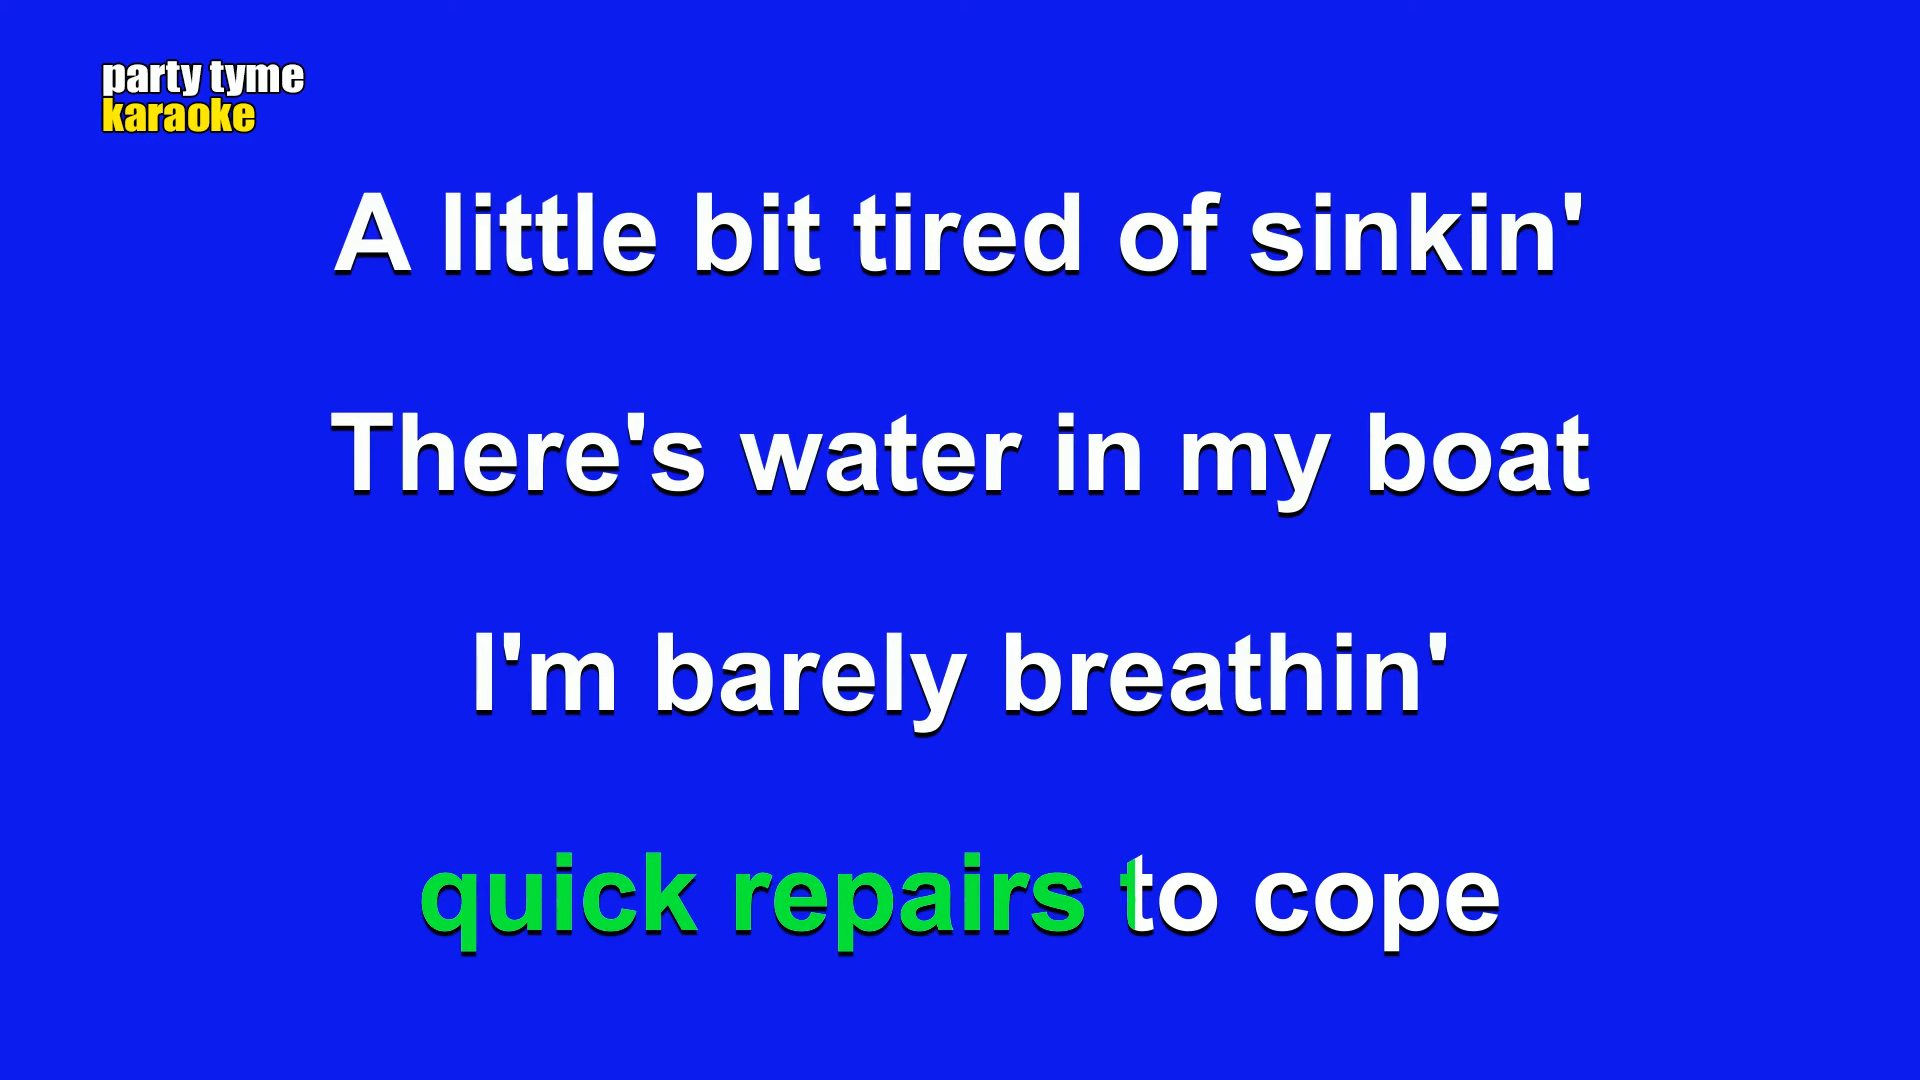 party tyme
karaoke
A little bit tired of sinkin'
There's water in my boat
I'm barely breathin'
quick repairs to cope